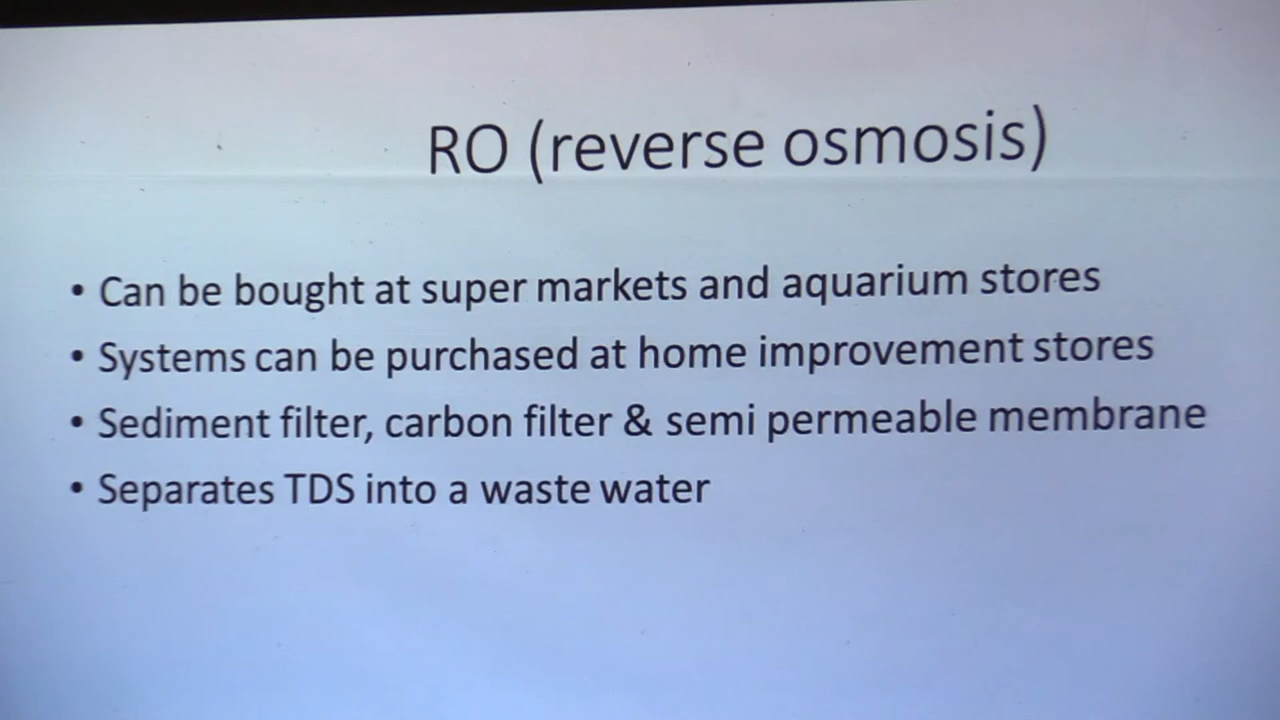 RO (reverse osmosis)
• Can be bought at super markets and aquarium stores
• Systems can be purchased at home improvement stores
• Sediment filter, carbon filter & semi permeable membrane
• Separates TDS into a waste water